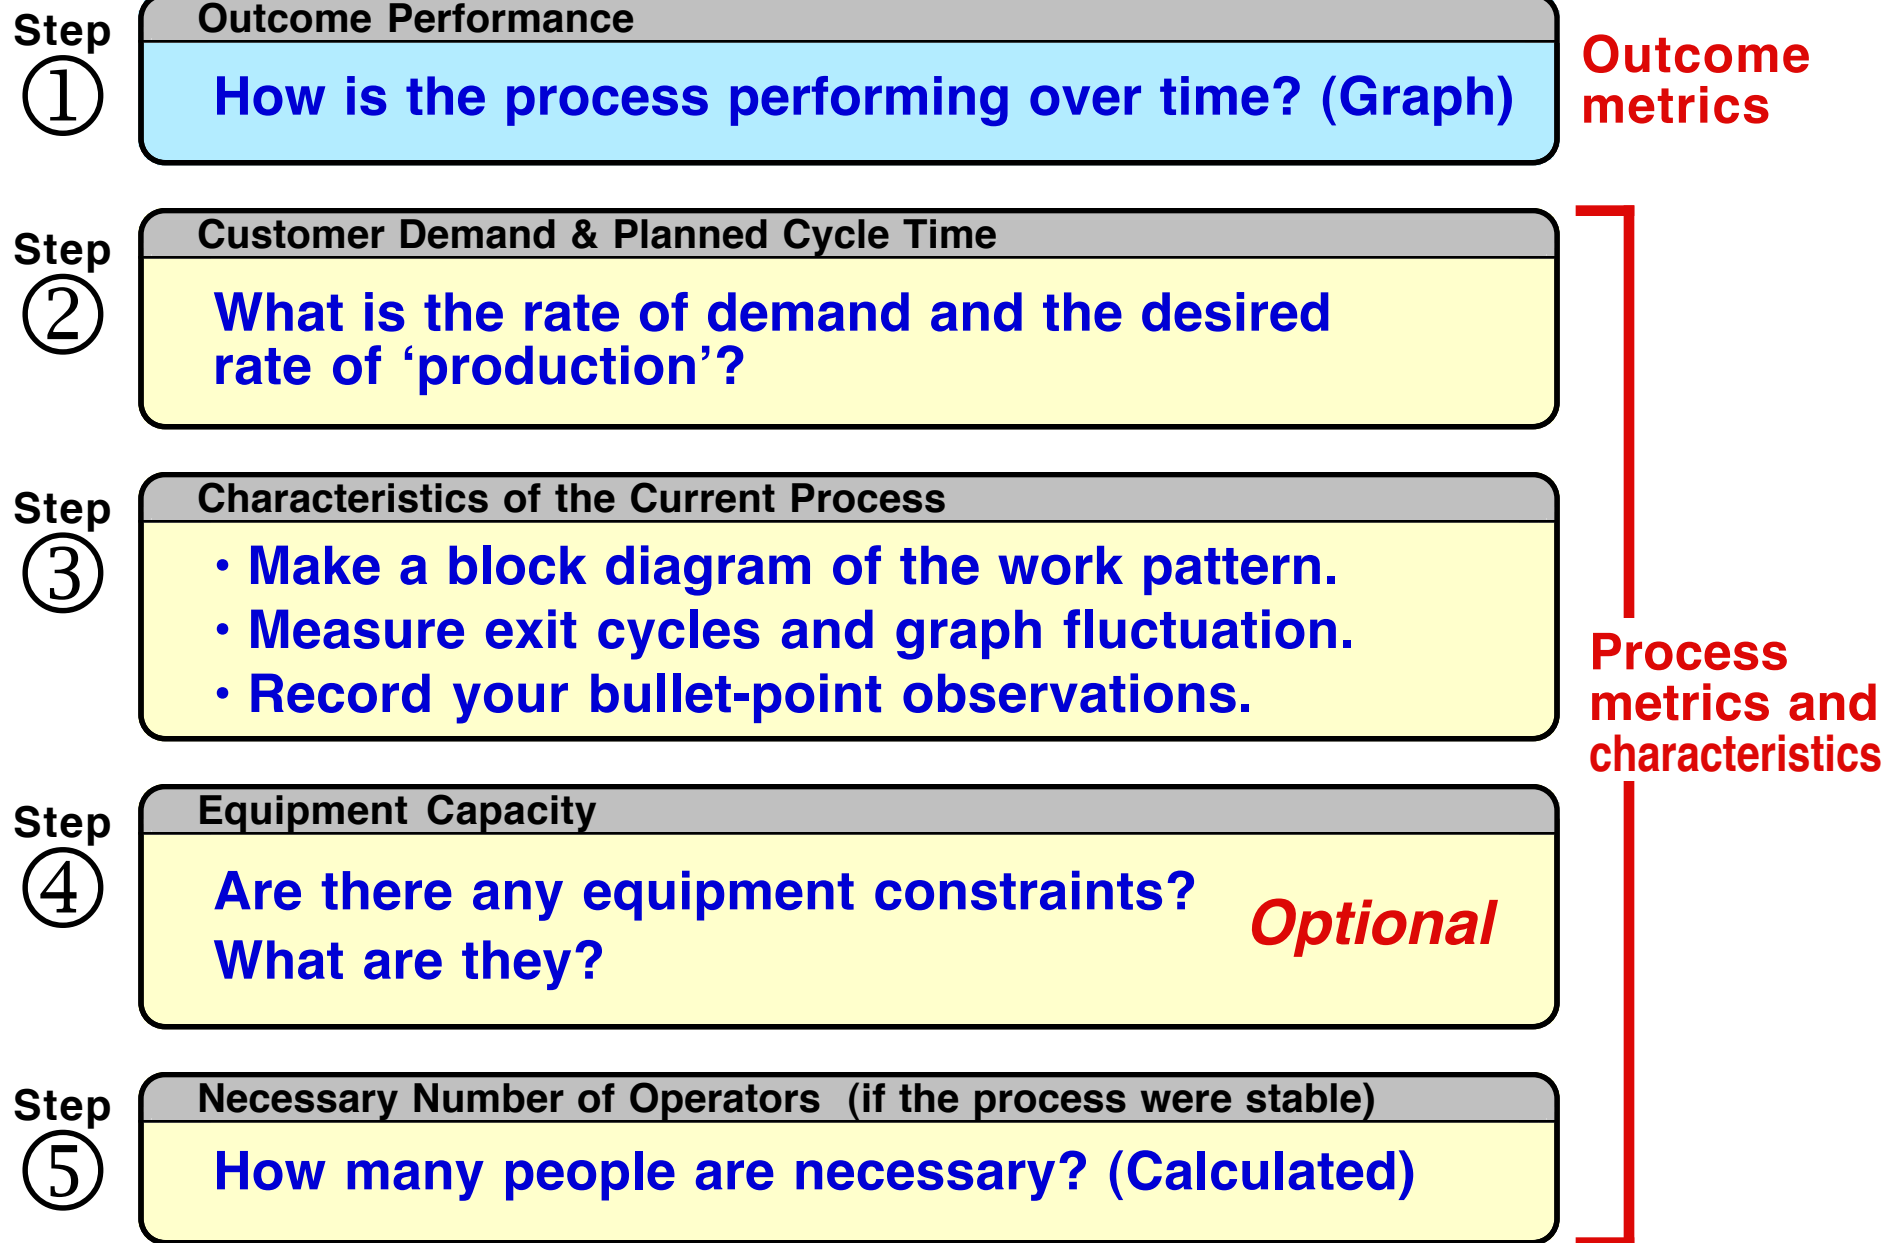 Step
①
Outcome Performance
How is the process performing over time? (Graph)
Outcome
metrics
Step
②
Customer Demand & Planned Cycle Time
What is the rate of demand and the desired
rate of ‘production’?
Step
③
Characteristics of the Current Process
• Make a block diagram of the work pattern.
• Measure exit cycles and graph fluctuation.
• Record your bullet-point observations.
Process
metrics and
characteristics
Step
④
Equipment Capacity
Are there any equipment constraints?
What are they?
Optional
Step
⑤
Necessary Number of Operators (if the process were stable)
How many people are necessary? (Calculated)